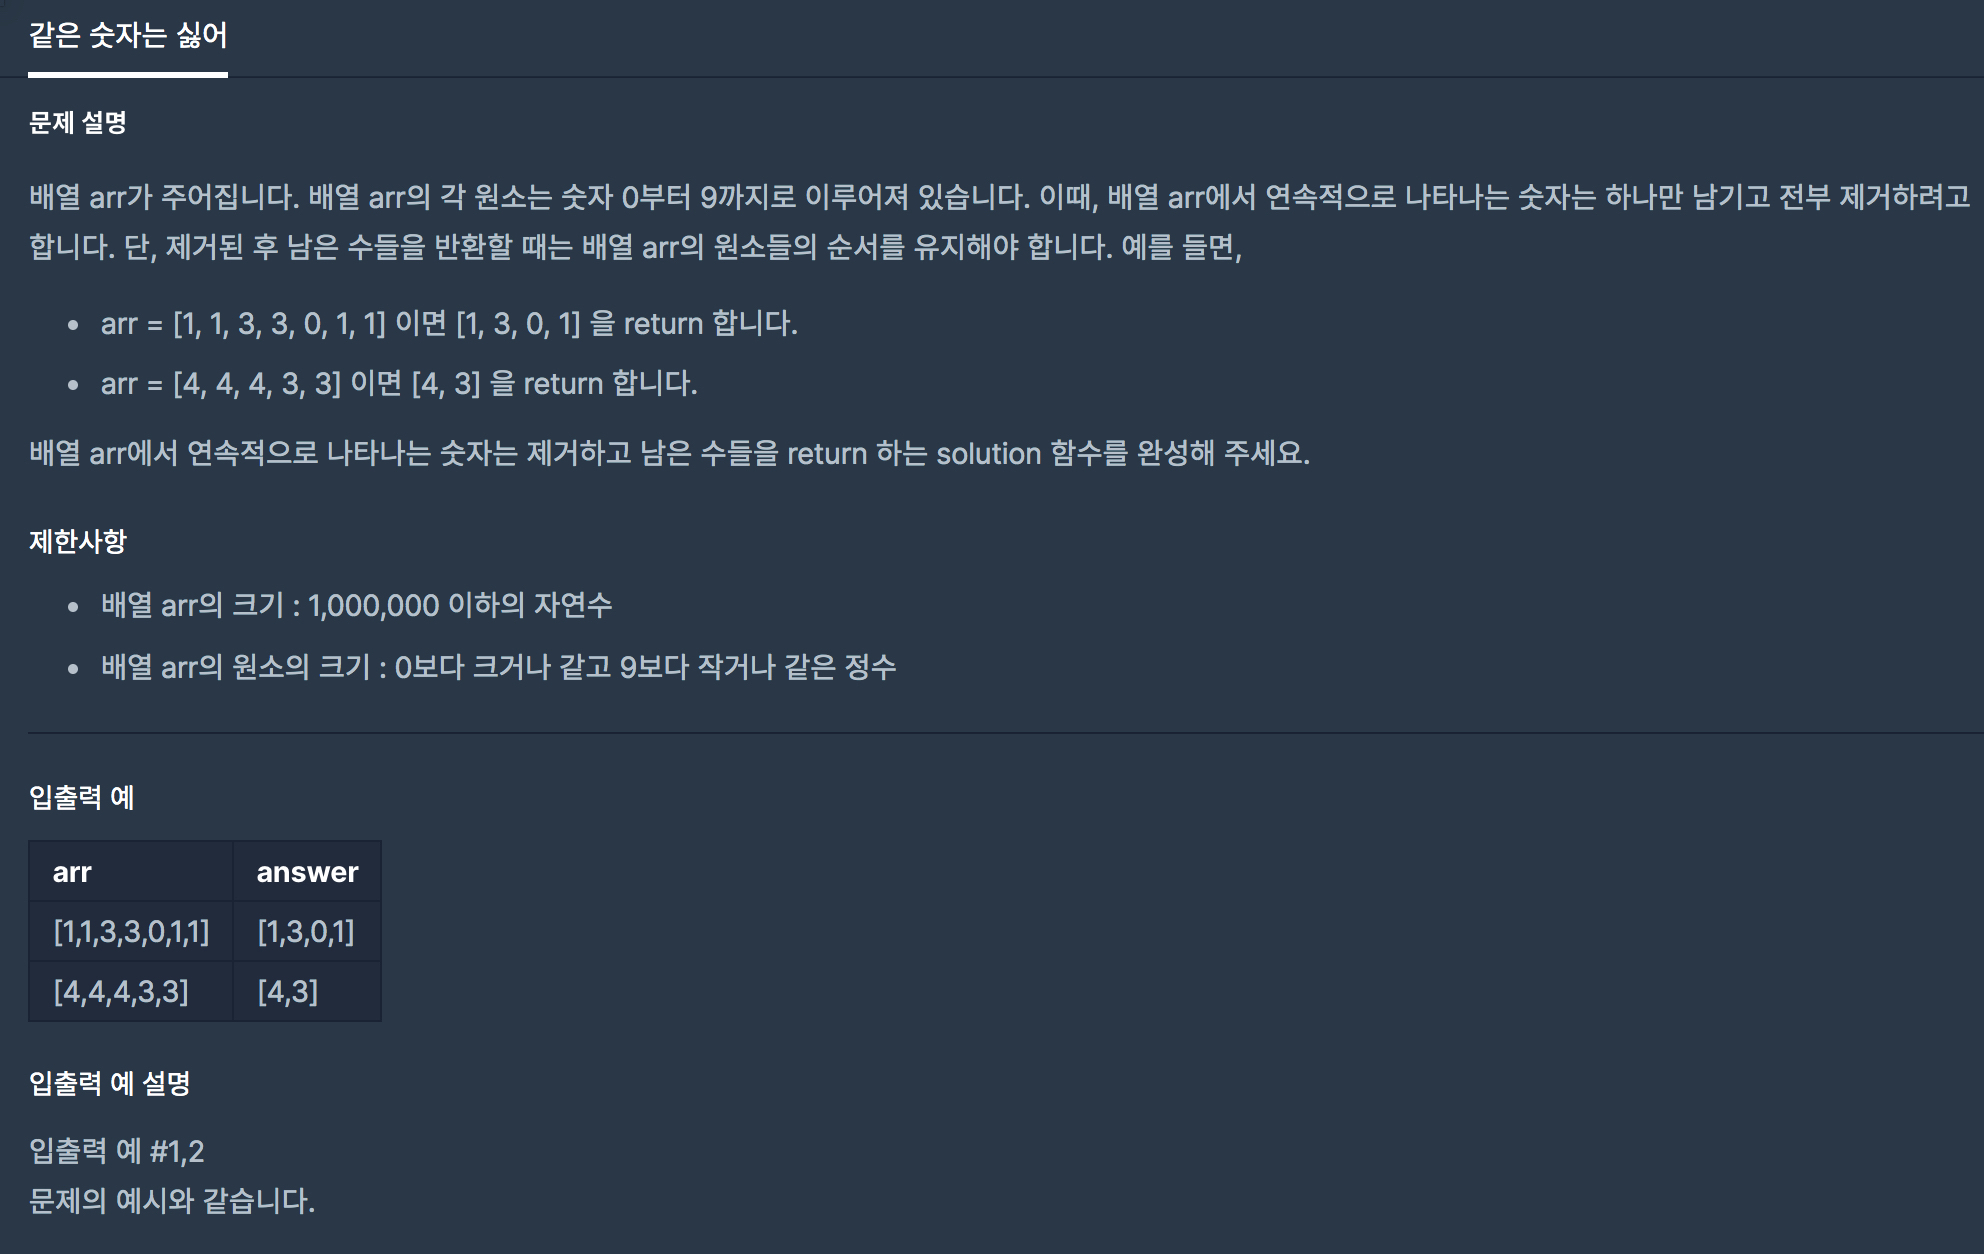 같은 숫자는 싫어
문제 설명
배열 arr가 주어집니다. 배열 arr의 각 원소는 숫자 0부터 9까지로 이루어져 있습니다. 이때, 배열 arr에서 연속적으로 나타나는 숫자는 하나만 남기고 전부 제거하려고
합니다. 단, 제거된 후 남은 수들을 반환할 때는 배열 arr의 원소들의 순서를 유지해야 합니다. 예를 들면,
• arr = [1, 1, 3, 3, 0, 1, 1] 이면 [1, 3, 0, 1] 을 return 합니다.
• arr = [4, 4, 4, 3, 3] 이면 [4, 3] 을 return 합니다.
배열 arr에서 연속적으로 나타나는 숫자는 제거하고 남은 수들을 return 하는 solution 함수를 완성해 주세요.
제한사항
• 배열 arr의 크기 : 1,000,000 이하의 자연수
• 배열 arr의 원소의 크기 : 0보다 크거나 같고 9보다 작거나 같은 정수
입출력 예
arr answer
[1,1,3,3,0,1,1] [1,3,0,1]
[4,4,4,3,3] [4,3]
입출력 예 설명
입출력 예 #1,2
문제의 예시와 같습니다.